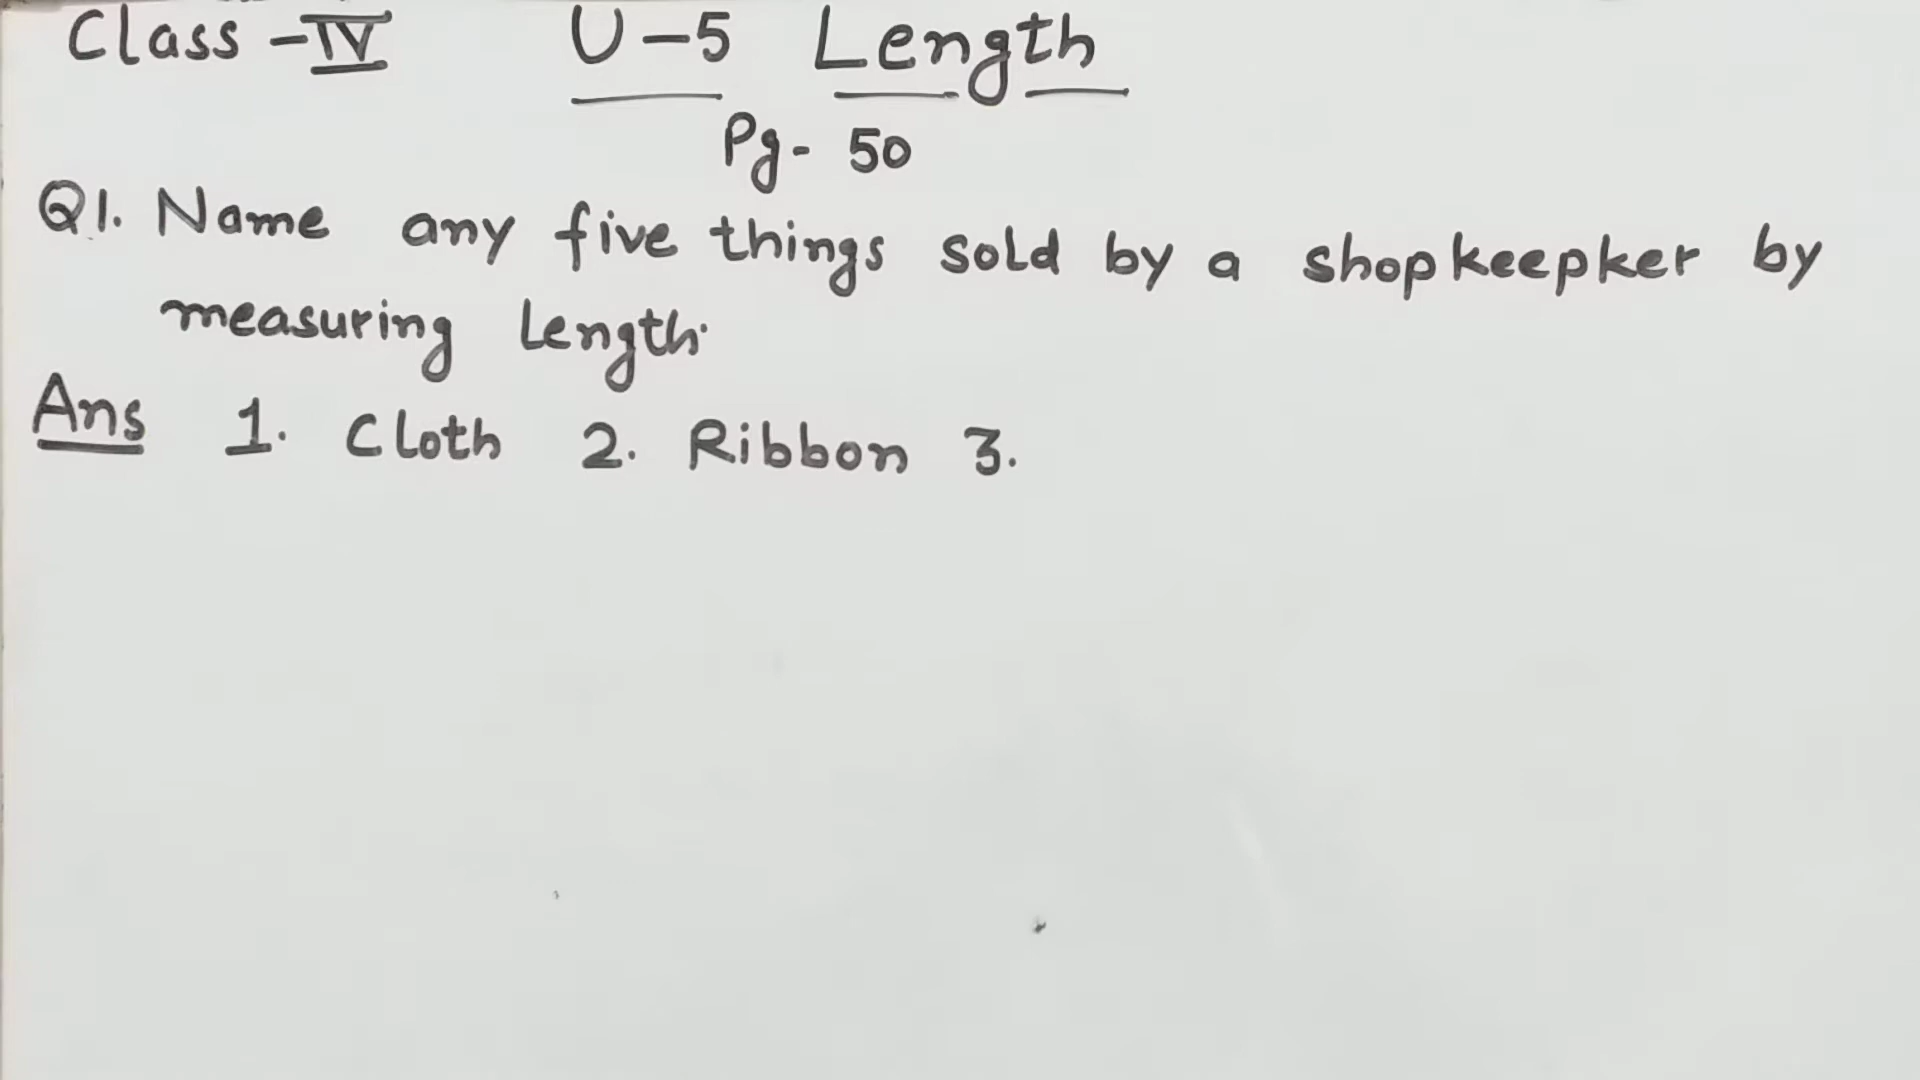 Class -IV U-5 Length
Pg- 50
Q1. Name any five things sold by a shopkeepker by
measuring Length.
Ans 1. Cloth 2. Ribbon 3.